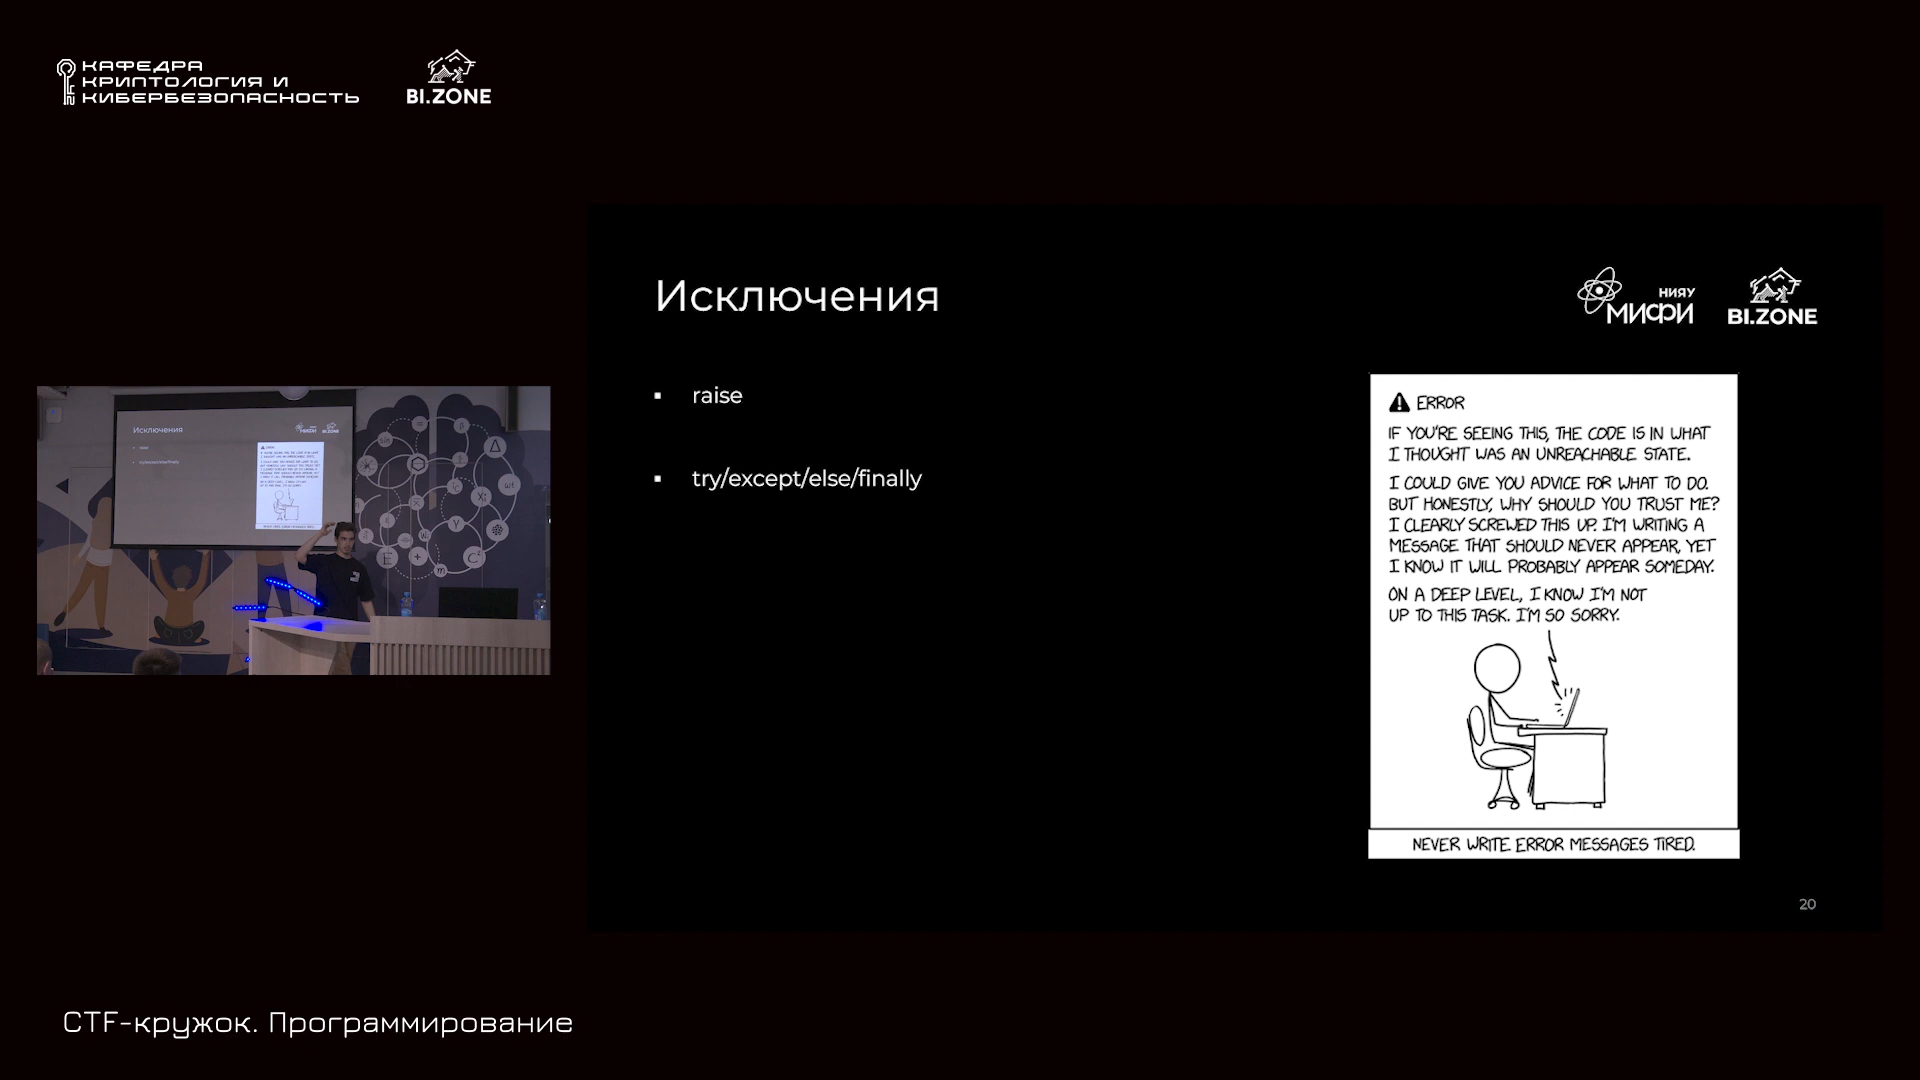 КАФЕДРА
КРИПТОЛОГИЯ И
КИБЕРБЕЗОПАСНОСТЬ
BI.ZONE
Исключения
НИЯУ
МИФИ
BI.ZONE
▪ raise
▪ try/except/else/finally
ERROR
IF YOU'RE SEEING THIS, THE CODE IS IN WHAT
I THOUGHT WAS AN UNREACHABLE STATE.
I COULD GIVE YOU ADVICE FOR WHAT TO DO.
BUT HONESTLY, WHY SHOULD YOU TRUST ME?
I CLEARLY SCREWED THIS UP. I'M WRITING A
MESSAGE THAT SHOULD NEVER APPEAR, YET
I KNOW IT WILL PROBABLY APPEAR SOMEDAY.
ON A DEEP LEVEL, I KNOW I'M NOT
UP TO THIS TASK. I'M SO SORRY.
NEVER WRITE ERROR MESSAGES TIRED.
20
Исключения
CTF-кружок. Программирование